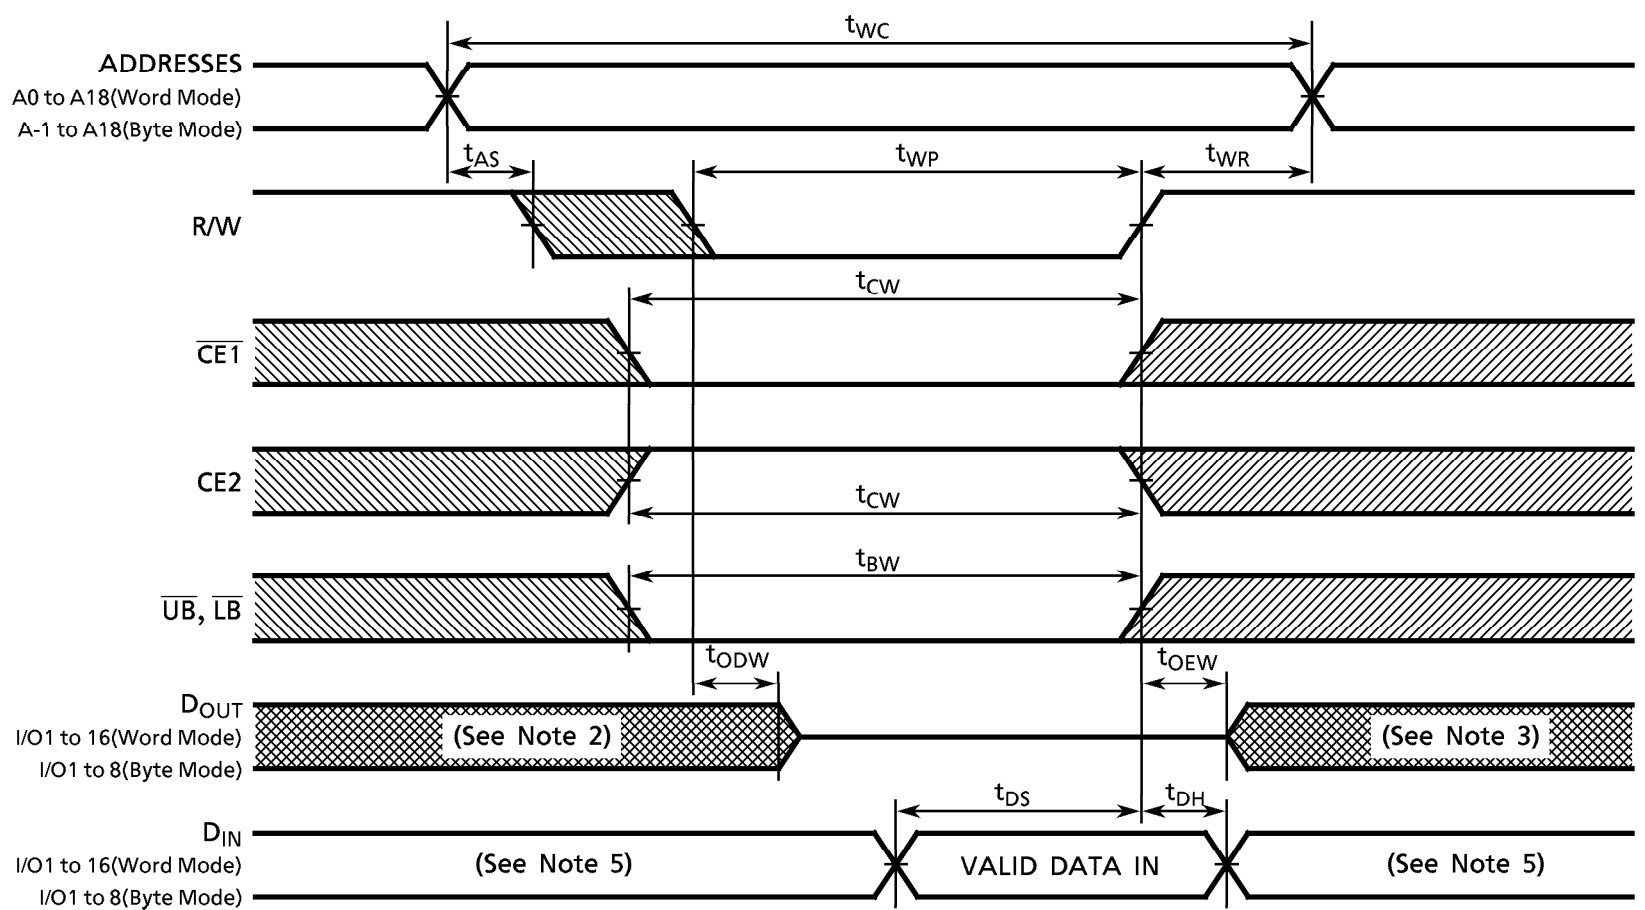 tWC
ADDRESSES
A0 to A18(Word Mode)
A-1 to A18(Byte Mode)
tAS
tWP
tWR
R/W
tCW
CE1
CE2
tCW
tBW
UB, LB
tODW
tOEW
DOUT
I/O1 to 16(Word Mode)
I/O1 to 8(Byte Mode)
(See Note 2)
(See Note 3)
tDS
tDH
DIN
I/O1 to 16(Word Mode)
I/O1 to 8(Byte Mode)
(See Note 5)
VALID DATA IN
(See Note 5)